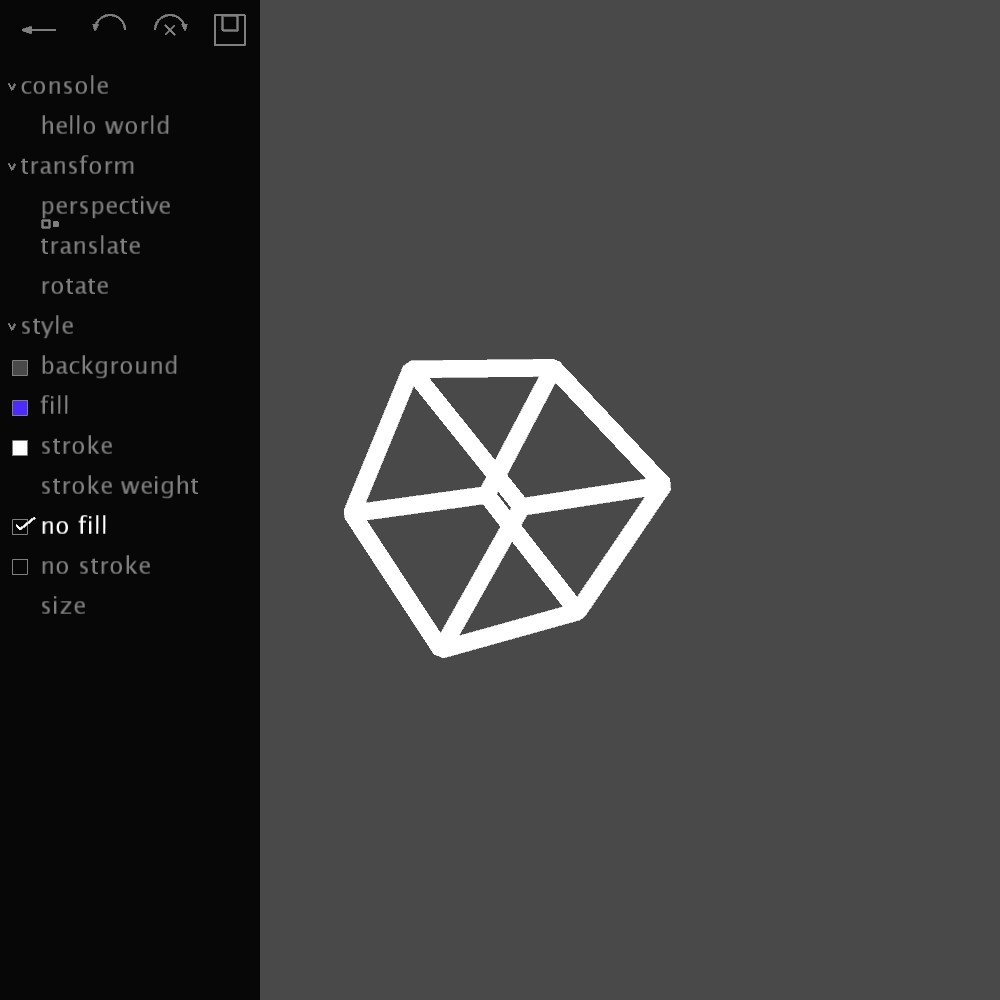 console
hello world
transform
perspective
translate
rotate
style
background
fill
stroke
stroke weight
no fill
no stroke
size